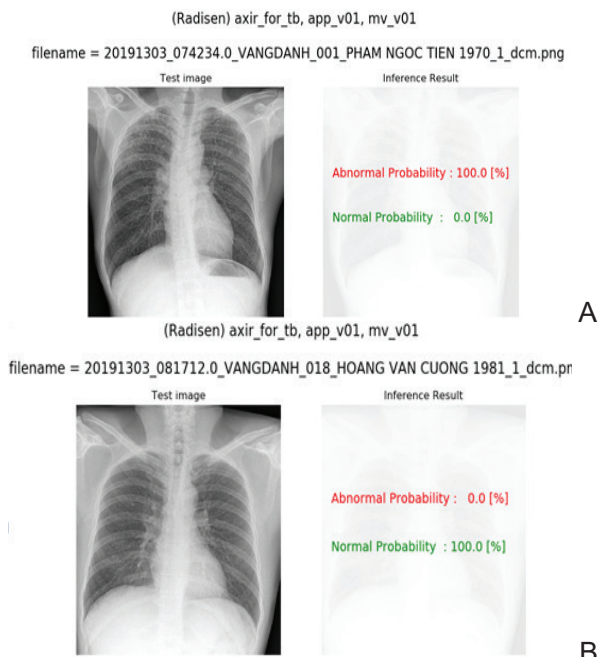 (Radisen) axir_for_tb, app_v01, mv_v01
filename = 20191303_074234.0_VANGDANH_001_PHAM NGOC TIEN 1970_1_dcm.png
Test image
Inference Result
Abnormal Probability : 100.0 [%]
Normal Probability : 0.0 [%]
A
(Radisen) axir_for_tb, app_v01, mv_v01
filename = 20191303_081712.0_VANGDANH_018_HOANG VAN CUONG 1981_1_dcm.pn
Test image
Inference Result
Abnormal Probability : 0.0 [%]
Normal Probability : 100.0 [%]
B